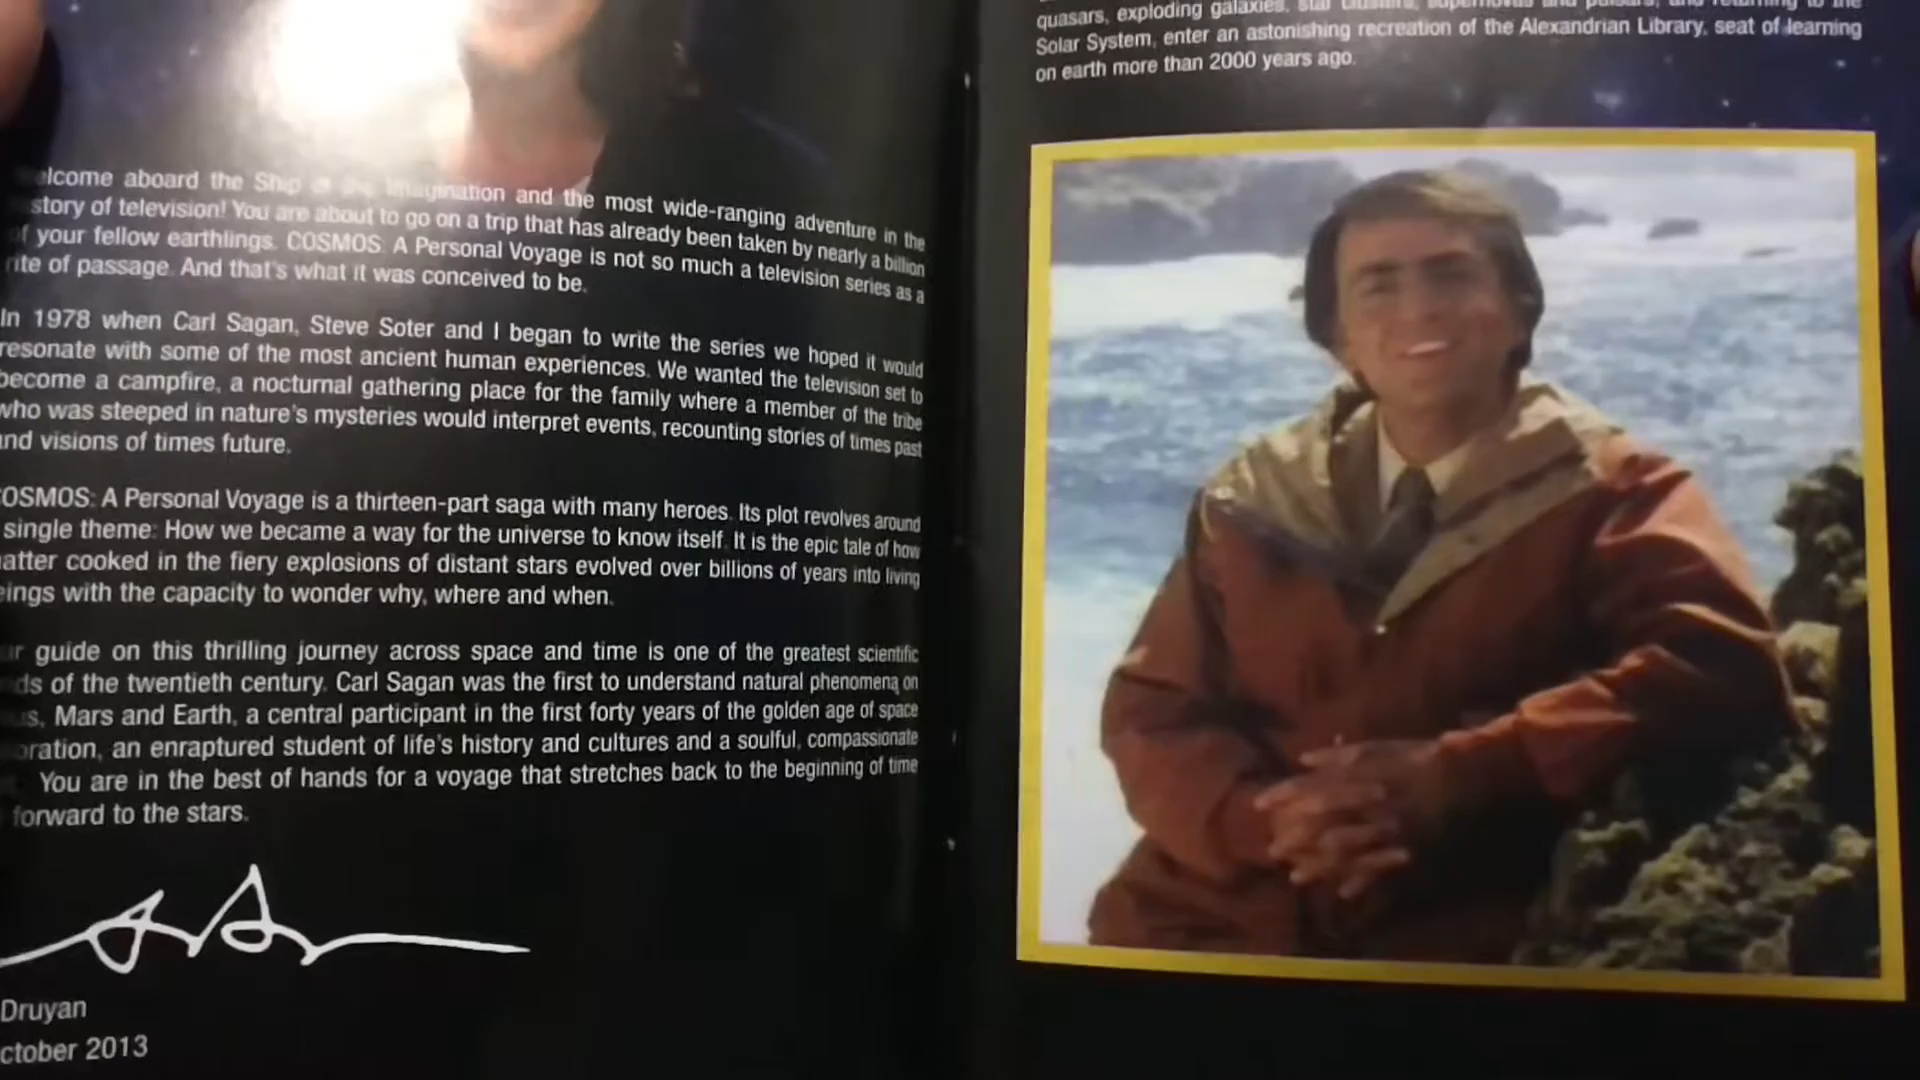 elcome aboard the Ship of the Imagination and the most wide-ranging adventure in the
story of television! You are about to go on a trip that has already been taken by nearly a billion
of your fellow earthlings. COSMOS: A Personal Voyage is not so much a television series as a
rite of passage. And that's what it was conceived to be.
In 1978 when Carl Sagan, Steve Soter and I began to write the series we hoped it would
resonate with some of the most ancient human experiences. We wanted the television set to
become a campfire, a nocturnal gathering place for the family where a member of the tribe
who was steeped in nature's mysteries would interpret events, recounting stories of times past
and visions of times future.
COSMOS: A Personal Voyage is a thirteen-part saga with many heroes. Its plot revolves around
single theme: How we became a way for the universe to know itself. It is the epic tale of how
atter cooked in the fiery explosions of distant stars evolved over billions of years into living
eings with the capacity to wonder why, where and when.
ur guide on this thrilling journey across space and time is one of the greatest scientific
ds of the twentieth century. Carl Sagan was the first to understand natural phenomena on
us, Mars and Earth, a central participant in the first forty years of the golden age of space
oration, an enraptured student of life's history and cultures and a soulful, compassionate
You are in the best of hands for a voyage that stretches back to the beginning of time
forward to the stars.
Druyan
ctober 2013
quasars, exploding galaxies, star clusters, supernovas and pulsars, and returning to the
Solar System, enter an astonishing recreation of the Alexandrian Library, seat of learning
on earth more than 2000 years ago.